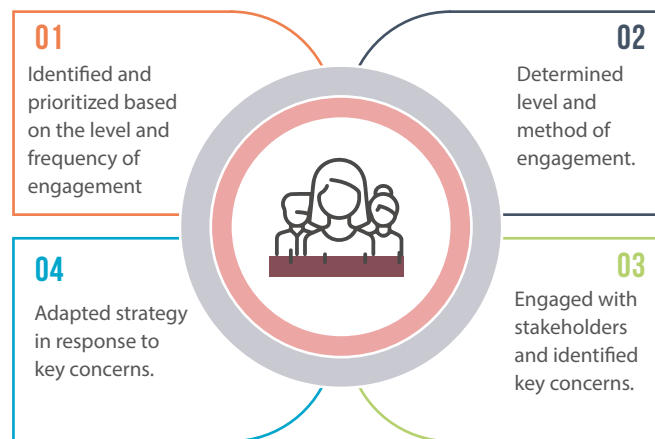 01
Identified and
prioritized based
on the level and
frequency of
engagement
02
Determined
level and
method of
engagement.
03
Engaged with
stakeholders
and identified
key concerns.
04
Adapted strategy
in response to
key concerns.